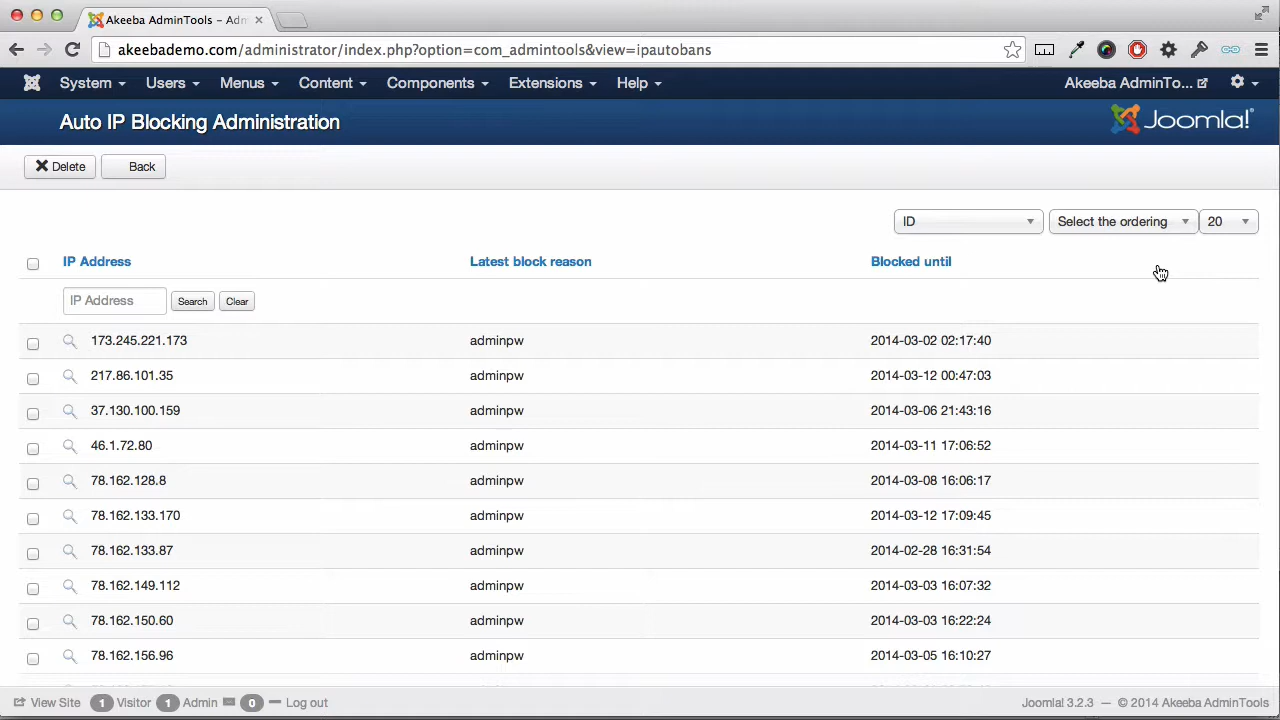 Akeeba AdminTools - Adm
akeebademo.com/administrator/index.php?option=com_admintools&view=ipautobans
System Users Menus Content Components Extensions Help Akeeba AdminTo...
Auto IP Blocking Administration Joomla!®
Delete Back
ID Select the ordering 20
IP Address Latest block reason Blocked until
IP Address Search Clear
173.245.221.173 adminpw 2014-03-02 02:17:40
217.86.101.35 adminpw 2014-03-12 00:47:03
37.130.100.159 adminpw 2014-03-06 21:43:16
46.1.72.80 adminpw 2014-03-11 17:06:52
78.162.128.8 adminpw 2014-03-08 16:06:17
78.162.133.170 adminpw 2014-03-12 17:09:45
78.162.133.87 adminpw 2014-02-28 16:31:54
78.162.149.112 adminpw 2014-03-03 16:07:32
78.162.150.60 adminpw 2014-03-03 16:22:24
78.162.156.96 adminpw 2014-03-05 16:10:27
View Site 1 Visitor 1 Admin 0 Log out Joomla! 3.2.3 — © 2014 Akeeba AdminTools